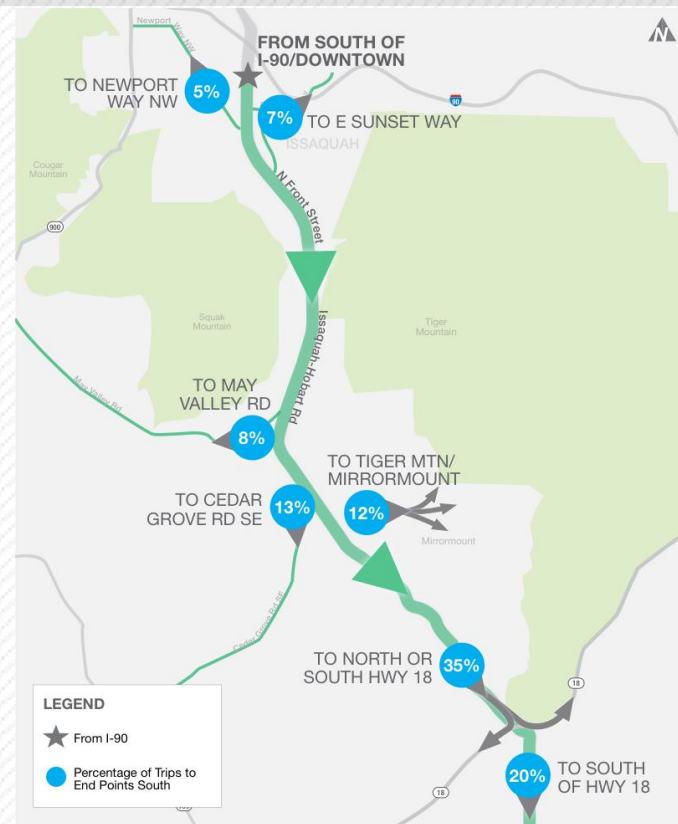 N
Newport
Way NW
FROM SOUTH OF
I-90/DOWNTOWN
TO NEWPORT
WAY NW
5%
90
7%
TO E SUNSET WAY
ISSAQUAH
Cougar
Mountain
N Front Street
900
Squak
Mountain
Issaquah-Hobart Rd
Tiger
Mountain
May Valley Rd
TO MAY
VALLEY RD
8%
TO TIGER MTN/
MIRRORMOUNT
TO CEDAR
GROVE RD SE
13%
12%
Mirrormount
Cedar Grove Rd SE
TO NORTH OR
SOUTH HWY 18
35%
18
LEGEND
From I-90
Percentage of Trips to
End Points South
20%
TO SOUTH
OF HWY 18
18